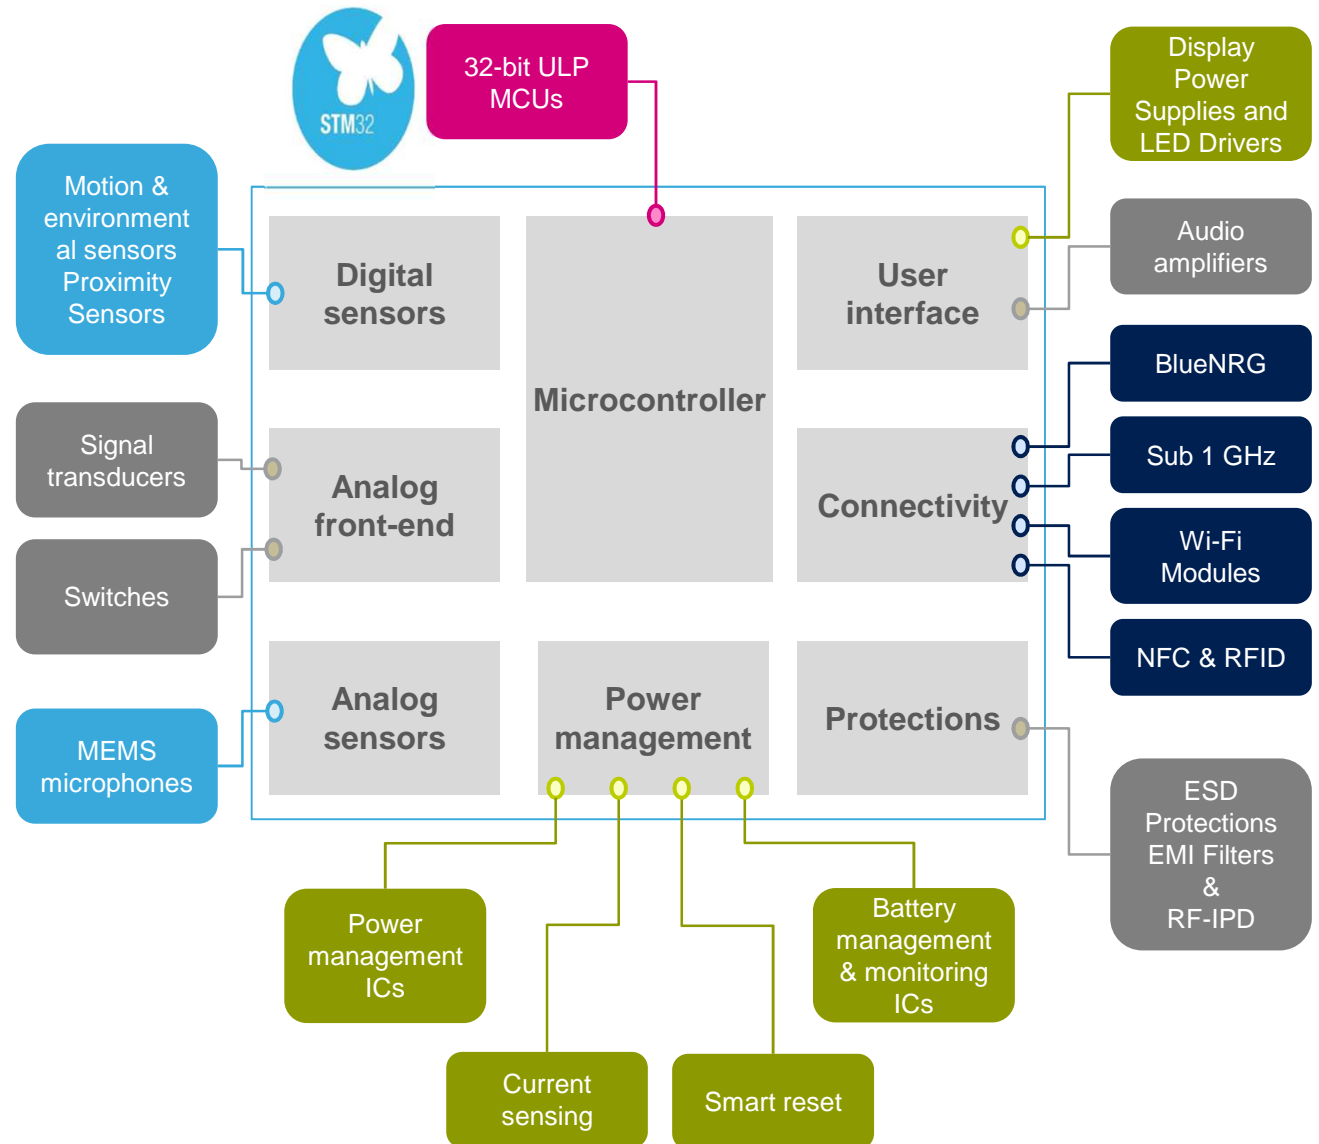 STM32
32-bit ULP
MCUs
Display
Power
Supplies and
LED Drivers
Motion &
environment
al sensors
Proximity
Sensors
Digital
sensors
User
interface
Audio
amplifiers
Microcontroller
BlueNRG
Signal
transducers
Analog
front-end
Connectivity
Sub 1 GHz
Wi-Fi
Modules
Switches
NFC & RFID
Analog
sensors
Power
management
Protections
MEMS
microphones
ESD
Protections
EMI Filters
&
RF-IPD
Power
management
ICs
Battery
management
& monitoring
ICs
Current
sensing
Smart reset